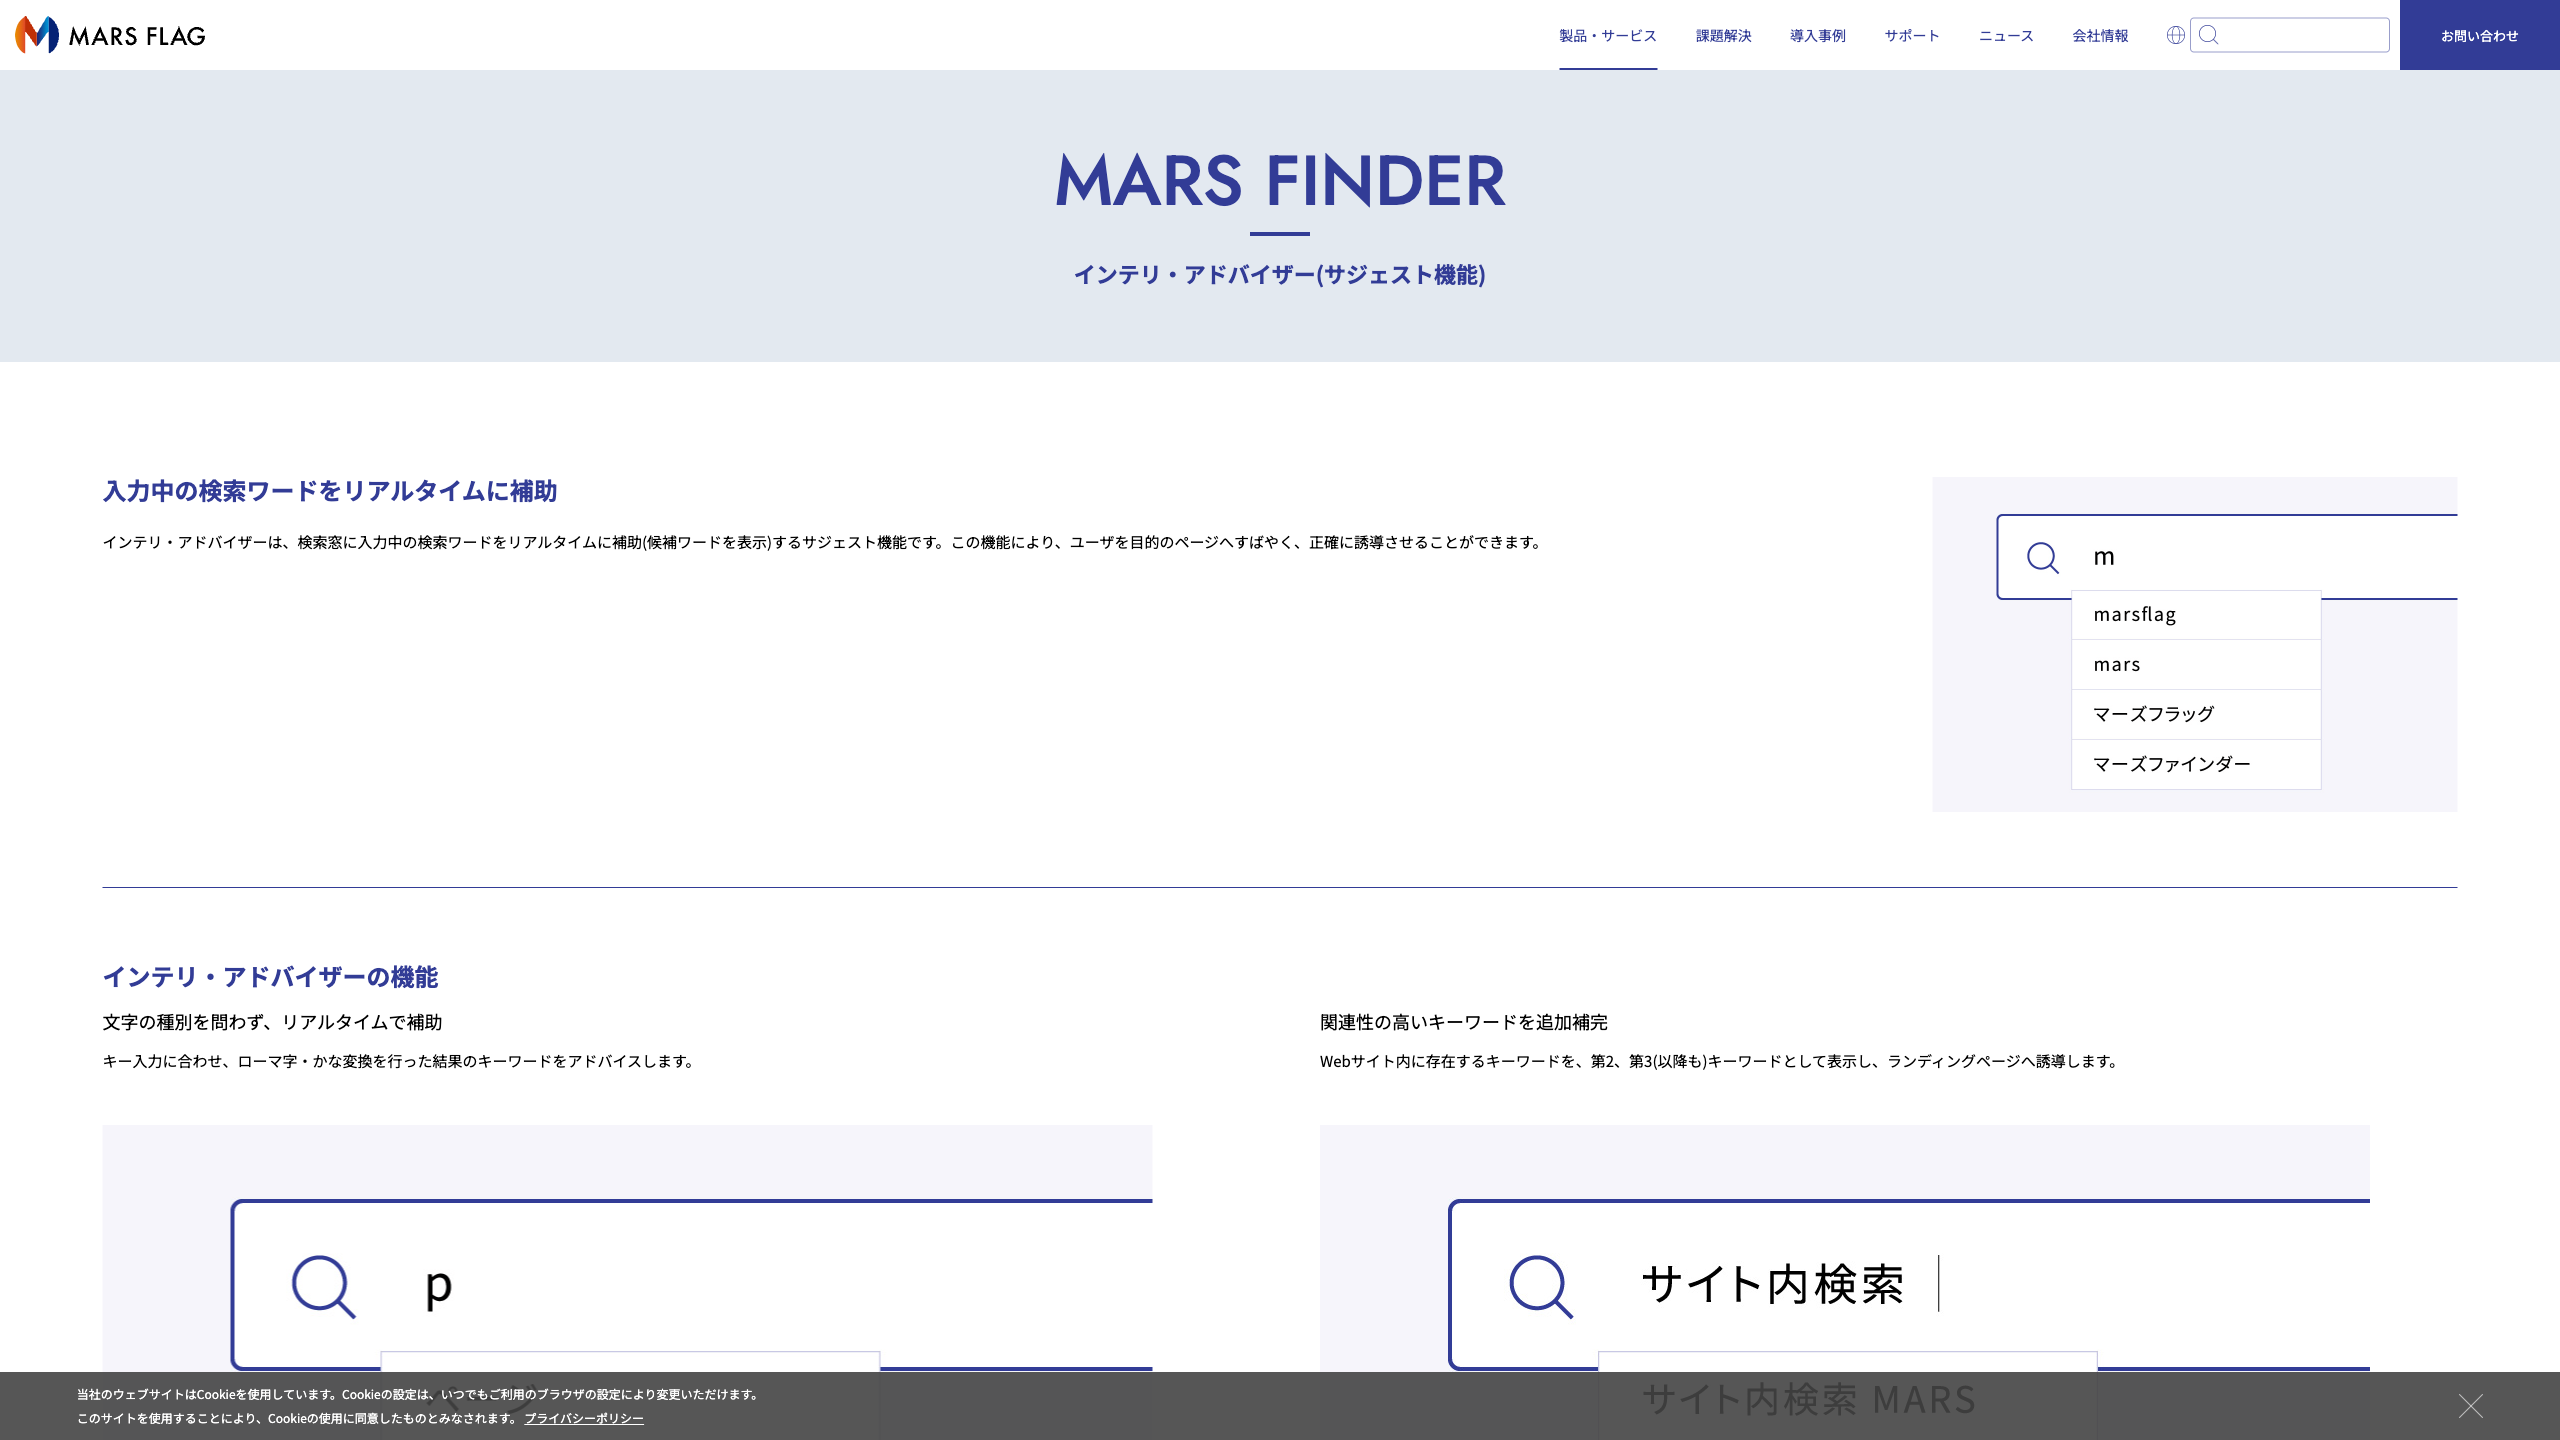 MARS FLAG
製品・サービス 課題解決 導入事例 サポート ニュース 会社情報 お問い合わせ
MARS FINDER
インテリ・アドバイザー(サジェスト機能)
入力中の検索ワードをリアルタイムに補助
インテリ・アドバイザーは、検索窓に入力中の検索ワードをリアルタイムに補助(候補ワードを表示)するサジェスト機能です。この機能により、ユーザを目的のページへすばやく、正確に誘導させることができます。
m
marsflag
mars
マーズフラッグ
マーズファインダー
インテリ・アドバイザーの機能
文字の種別を問わず、リアルタイムで補助
キー入力に合わせ、ローマ字・かな変換を行った結果のキーワードをアドバイスします。
p
関連性の高いキーワードを追加補完
Webサイト内に存在するキーワードを、第2、第3(以降も)キーワードとして表示し、ランディングページへ誘導します。
サイト内検索
サイト内検索 MARS
当社のウェブサイトはCookieを使用しています。Cookieの設定は、いつでもご利用のブラウザの設定により変更いただけます。
このサイトを使用することにより、Cookieの使用に同意したものとみなされます。 プライバシーポリシー